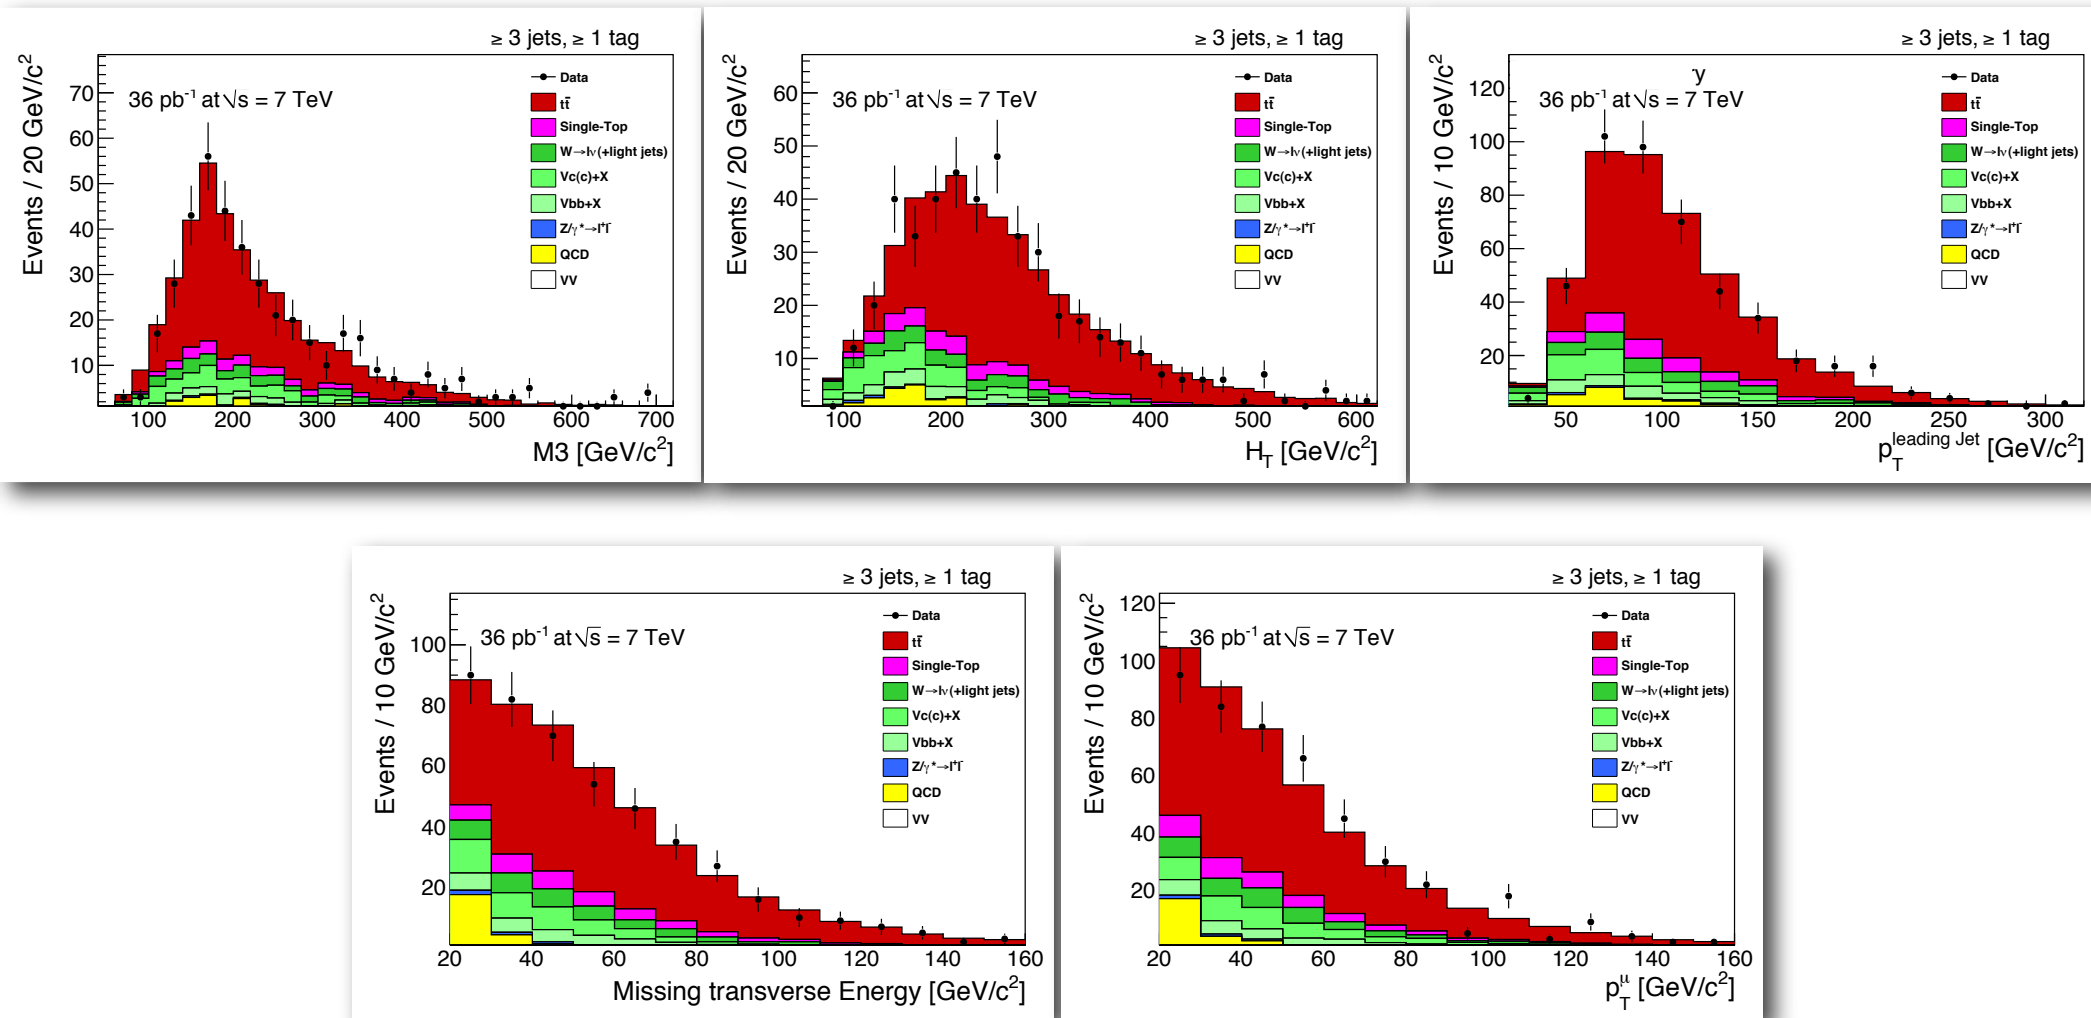 ≥ 3 jets, ≥ 1 tag
Events / 20 GeV/c²
36 pb⁻¹ at √s = 7 TeV
Data
tt̄
Single-Top
W→lν(+light jets)
Vc(c)+X
Vbb+X
Z/γ*→l⁺l⁻
QCD
VV
70
60
50
40
30
20
10
100 200 300 400 500 600 700
M3 [GeV/c²]
≥ 3 jets, ≥ 1 tag
Events / 20 GeV/c²
36 pb⁻¹ at √s = 7 TeV
Data
tt̄
Single-Top
W→lν(+light jets)
Vc(c)+X
Vbb+X
Z/γ*→l⁺l⁻
QCD
VV
60
50
40
30
20
10
100 200 300 400 500 600
H_T [GeV/c²]
≥ 3 jets, ≥ 1 tag
Events / 10 GeV/c²
y
36 pb⁻¹ at √s = 7 TeV
Data
tt̄
Single-Top
W→lν(+light jets)
Vc(c)+X
Vbb+X
Z/γ*→l⁺l⁻
QCD
VV
120
100
80
60
40
20
50 100 150 200 250 300
p_T^leading Jet [GeV/c²]
≥ 3 jets, ≥ 1 tag
Events / 10 GeV/c²
36 pb⁻¹ at √s = 7 TeV
Data
tt̄
Single-Top
W→lν(+light jets)
Vc(c)+X
Vbb+X
Z/γ*→l⁺l⁻
QCD
VV
100
80
60
40
20
20 40 60 80 100 120 140 160
Missing transverse Energy [GeV/c²]
≥ 3 jets, ≥ 1 tag
Events / 10 GeV/c²
36 pb⁻¹ at √s = 7 TeV
Data
tt̄
Single-Top
W→lν(+light jets)
Vc(c)+X
Vbb+X
Z/γ*→l⁺l⁻
QCD
VV
120
100
80
60
40
20
20 40 60 80 100 120 140 160
p_T^μ [GeV/c²]